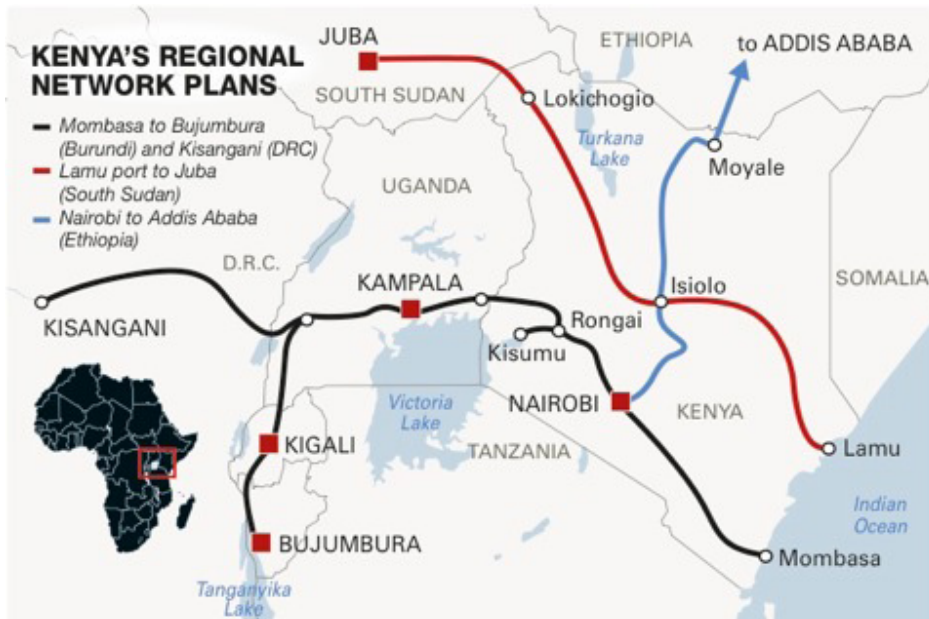 KENYA'S REGIONAL
NETWORK PLANS
Mombasa to Bujumbura
(Burundi) and Kisangani (DRC)
Lamu port to Juba
(South Sudan)
Nairobi to Addis Ababa
(Ethiopia)
JUBA
SOUTH SUDAN
ETHIOPIA
to ADDIS ABABA
Lokichogio
Turkana
Lake
Moyale
UGANDA
D.R.C.
SOMALIA
KISANGANI
KAMPALA
Isiolo
Rongai
Kisumu
Victoria
Lake
NAIROBI
KENYA
KIGALI
TANZANIA
Lamu
Indian
Ocean
BUJUMBURA
Mombasa
Tanganyika
Lake